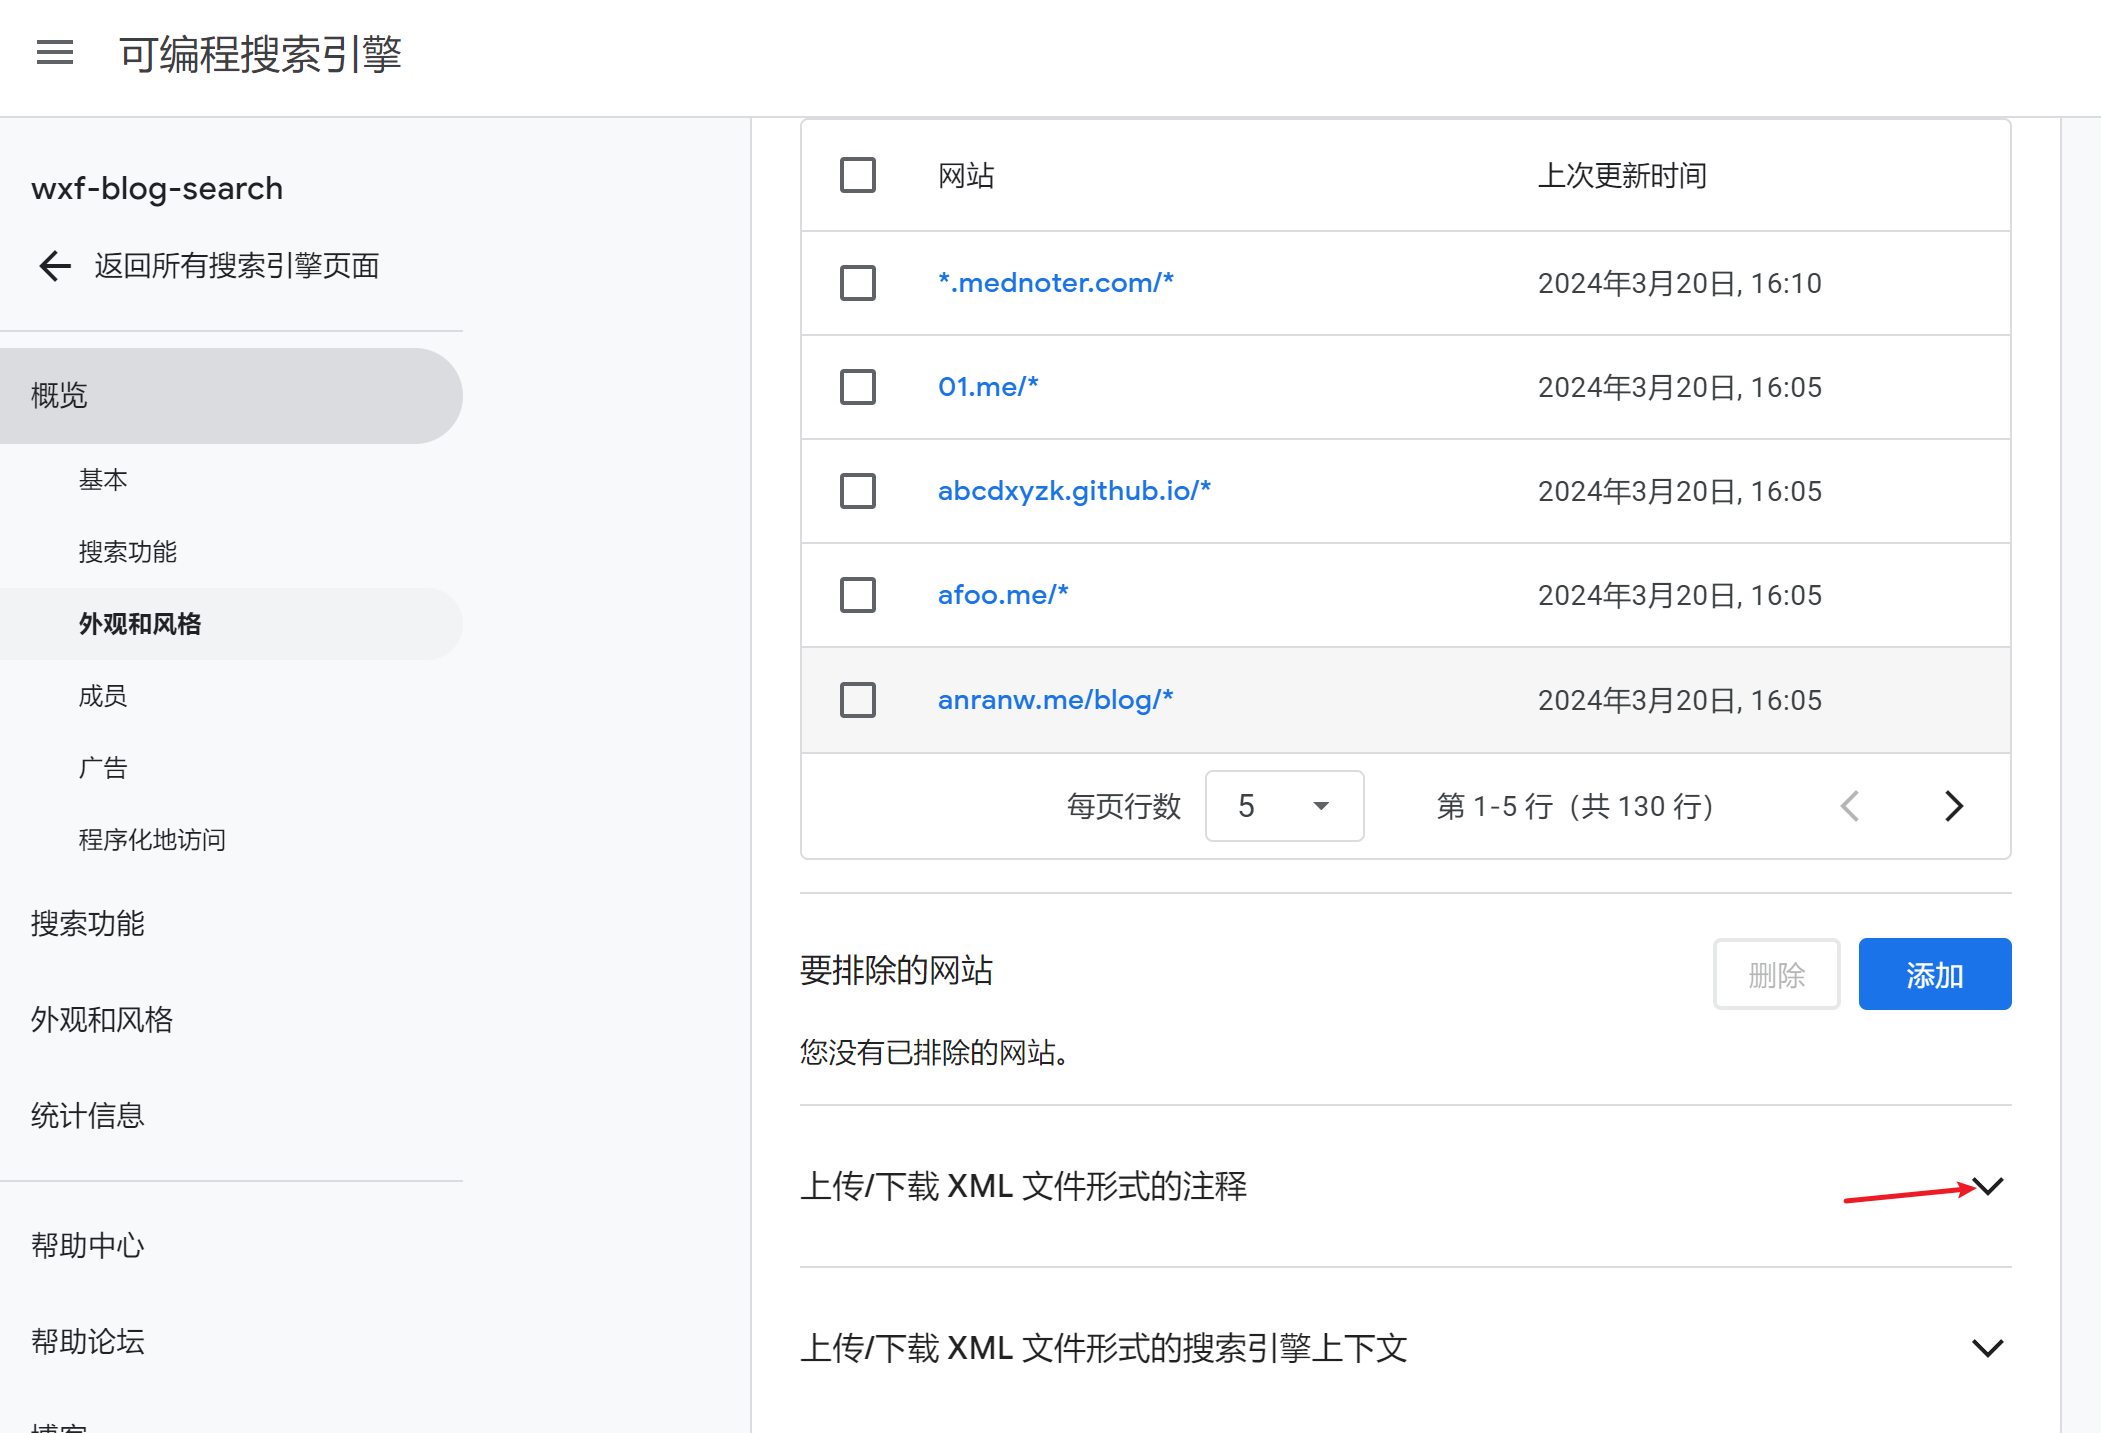 可编程搜索引擎
wxf-blog-search
返回所有搜索引擎页面
概览
基本
搜索功能
外观和风格
成员
广告
程序化地访问
搜索功能
外观和风格
统计信息
帮助中心
帮助论坛
网站 上次更新时间
*.mednoter.com/* 2024年3月20日, 16:10
01.me/* 2024年3月20日, 16:05
abcdxyzk.github.io/* 2024年3月20日, 16:05
afoo.me/* 2024年3月20日, 16:05
anranw.me/blog/* 2024年3月20日, 16:05
每页行数 5 第 1-5 行（共 130 行）
要排除的网站 删除 添加
您没有已排除的网站。
上传/下载 XML 文件形式的注释
上传/下载 XML 文件形式的搜索引擎上下文